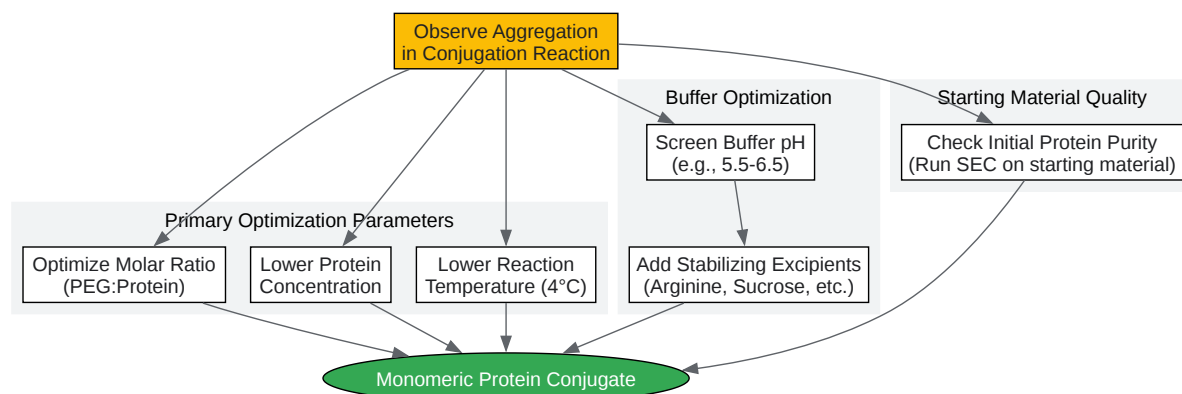 Observe Aggregation
in Conjugation Reaction
Buffer Optimization
Starting Material Quality
Screen Buffer pH
(e.g., 5.5-6.5)
Check Initial Protein Purity
(Run SEC on starting material)
Primary Optimization Parameters
Optimize Molar Ratio
(PEG:Protein)
Lower Protein
Concentration
Lower Reaction
Temperature (4°C)
Add Stabilizing Excipients
(Arginine, Sucrose, etc.)
Monomeric Protein Conjugate